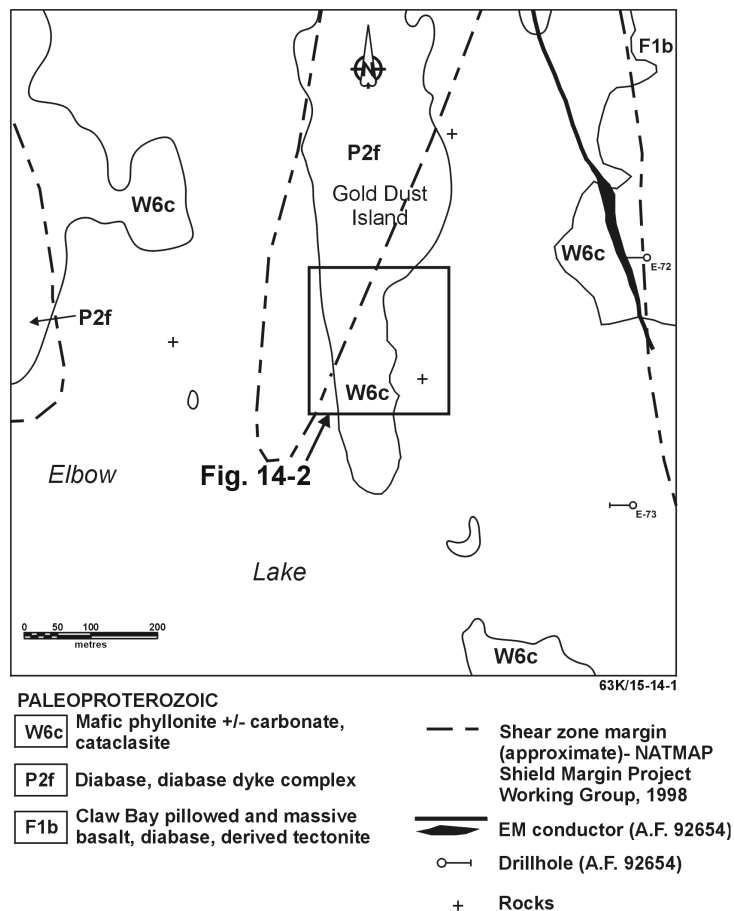 F1b
N
P2f
Gold Dust
Island
W6c
W6c
E-72
P2f
W6c
Fig. 14-2
Elbow
E-73
Lake
0 50 100 200
metres
W6c
63K/15-14-1
PALEOPROTEROZOIC
W6c Mafic phyllonite +/- carbonate,
cataclasite
P2f Diabase, diabase dyke complex
F1b Claw Bay pillowed and massive
basalt, diabase, derived tectonite
Shear zone margin
(approximate)- NATMAP
Shield Margin Project
Working Group, 1998
EM conductor (A.F. 92654)
Drillhole (A.F. 92654)
Rocks